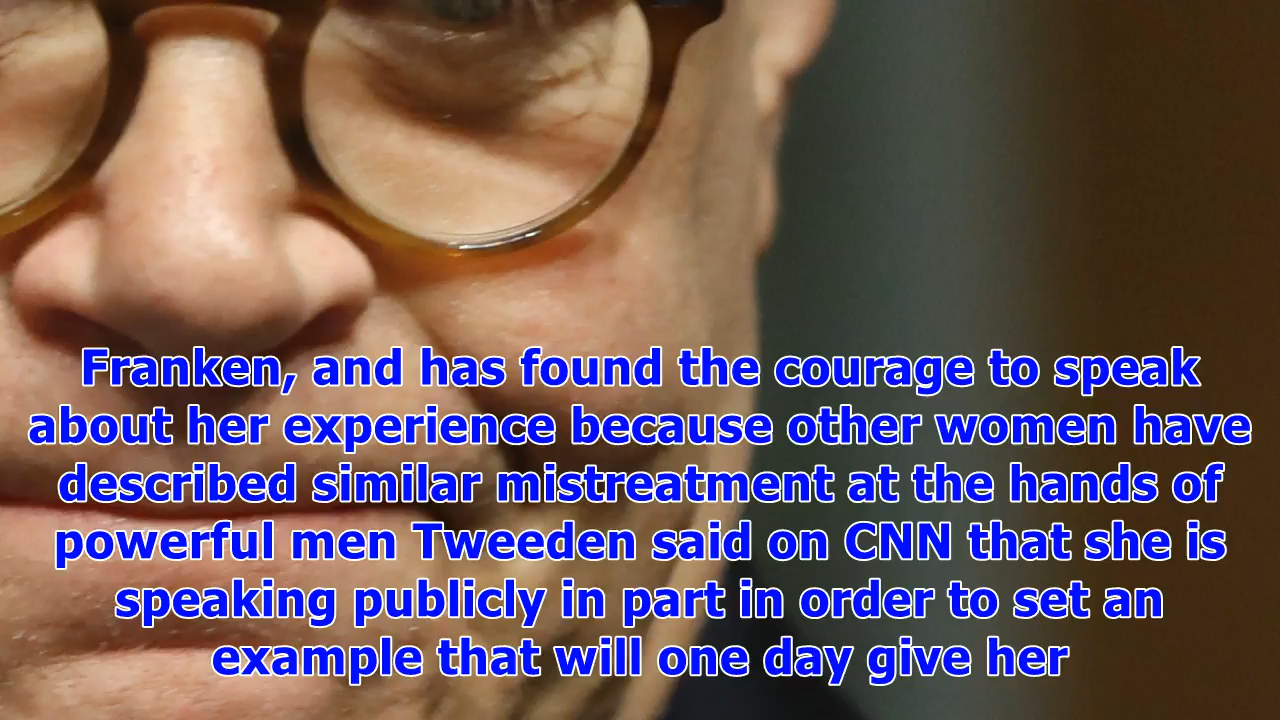 Franken, and has found the courage to speak
about her experience because other women have
described similar mistreatment at the hands of
powerful men Tweeden said on CNN that she is
speaking publicly in part in order to set an
example that will one day give her